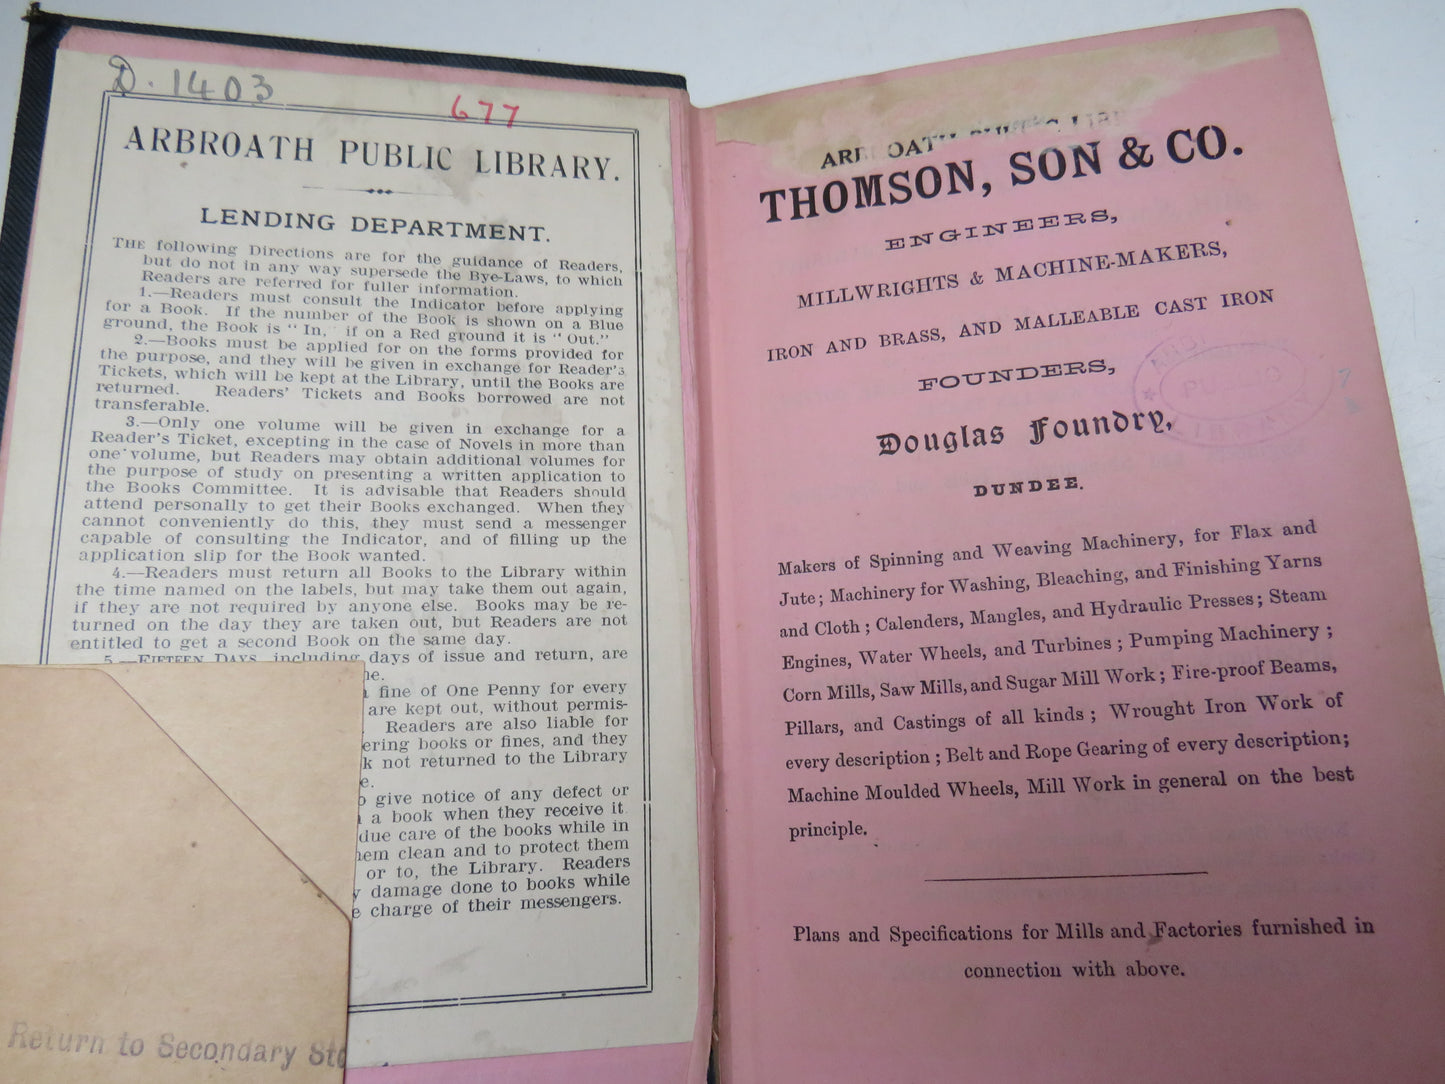 D. 1403
677
ARBROATH PUBLIC LIBRARY.
LENDING DEPARTMENT.
THE following Directions are for the guidance of Readers,
but do not in any way supersede the Bye-Laws, to which
Readers are referred for fuller information.
1.—Readers must consult the Indicator before applying
for a Book. If the number of the Book is shown on a Blue
ground, the Book is "In, if on a Red ground it is "Out."
2.—Books must be applied for on the forms provided for
the purpose, and they will be given in exchange for Reader's
Tickets, which will be kept at the Library, until the Books are
returned. Readers' Tickets and Books borrowed are not
transferable.
3.—Only one volume will be given in exchange for a
Reader's Ticket, excepting in the case of Novels in more than
one volume, but Readers may obtain additional volumes for
the purpose of study on presenting a written application to
the Books Committee. It is advisable that Readers should
attend personally to get their Books exchanged. When they
cannot conveniently do this, they must send a messenger
capable of consulting the Indicator, and of filling up the
application slip for the Book wanted.
4.—Readers must return all Books to the Library within
the time named on the labels, but may take them out again,
if they are not required by anyone else. Books may be re-
turned on the day they are taken out, but Readers are not
entitled to get a second Book on the same day.
5.—FIFTEEN DAYS, including days of issue and return, are
fine of One Penny for every
are kept out, without permis-
Readers are also liable for
books or fines, and they
not returned to the Library
give notice of any defect or
a book when they receive it
due care of the books while in
clean and to protect them
or to, the Library. Readers
damage done to books while
charge of their messengers.
Return to Secondary
ARBROATH PUBLIC
THOMSON, SON & CO.
ENGINEERS,
MILLWRIGHTS & MACHINE-MAKERS,
IRON AND BRASS, AND MALLEABLE CAST IRON
FOUNDERS,
PUBLIC
LIBRARY
Douglas Foundry,
DUNDEE.
Makers of Spinning and Weaving Machinery, for Flax and
Jute; Machinery for Washing, Bleaching, and Finishing Yarns
and Cloth; Calenders, Mangles, and Hydraulic Presses; Steam
Engines, Water Wheels, and Turbines; Pumping Machinery;
Corn Mills, Saw Mills, and Sugar Mill Work; Fire-proof Beams,
Pillars, and Castings of all kinds; Wrought Iron Work of
every description; Belt and Rope Gearing of every description;
Machine Moulded Wheels, Mill Work in general on the best
principle.
Plans and Specifications for Mills and Factories furnished in
connection with above.